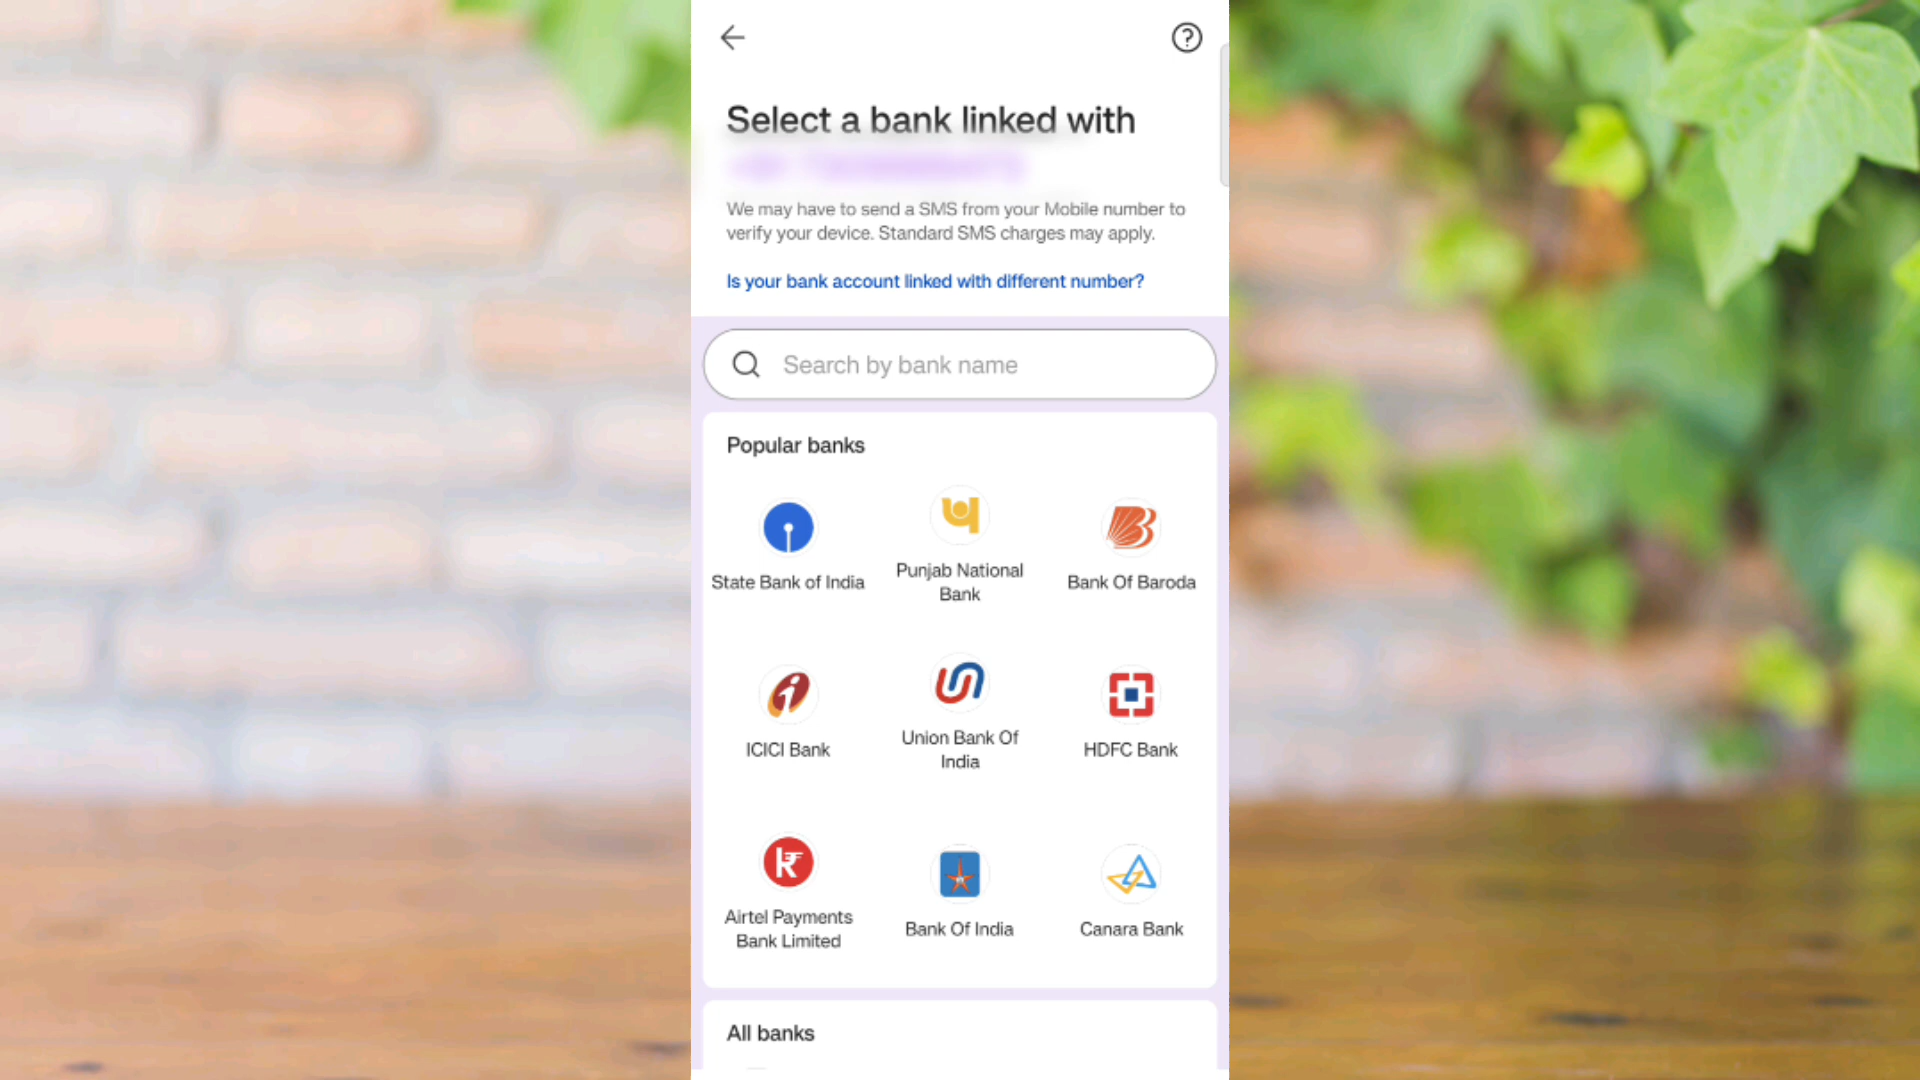 Select a bank linked with
We may have to send a SMS from your Mobile number to
verify your device. Standard SMS charges may apply.
Is your bank account linked with different number?
Search by bank name
Popular banks
State Bank of India
Punjab National
Bank
Bank Of Baroda
ICICI Bank
Union Bank Of
India
HDFC Bank
Airtel Payments
Bank Limited
Bank Of India
Canara Bank
All banks